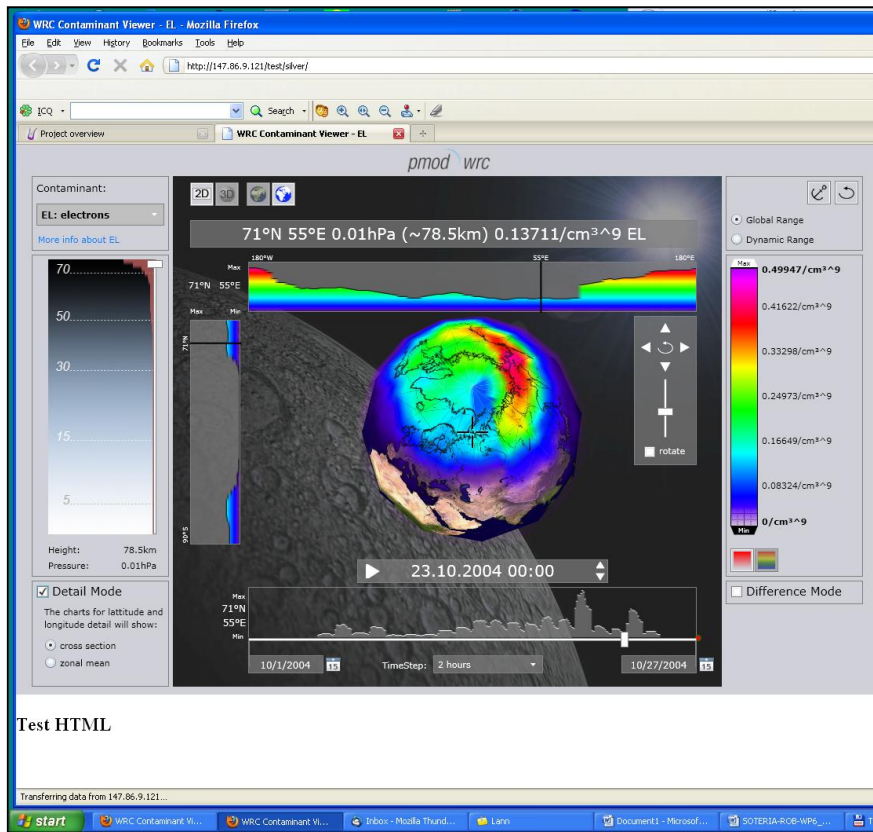 WRC Contaminant Viewer - EL - Mozilla Firefox
File Edit View History Bookmarks Tools Help
http://147.86.9.121/test/silver/
ICQ Search
Project overview WRC Contaminant Viewer - EL
pmod wrc
Contaminant:
EL: electrons
More info about EL
2D 3D
71°N 55°E 0.01hPa (~78.5km) 0.13711/cm³^9 EL
180°W 55°E 180°E
Max
71°N 55°E
Min
Max Min
71°N
90°S
70
50
30
15
5
Height: 78.5km
Pressure: 0.01hPa
Detail Mode
The charts for lattitude and
longitude detail will show:
cross section
zonal mean
rotate
23.10.2004 00:00
Max
71°N
55°E
Min
10/1/2004 15 TimeStep: 2 hours 10/27/2004 15
Global Range
Dynamic Range
Max 0.49947/cm³^9
0.41622/cm³^9
0.33298/cm³^9
0.24973/cm³^9
0.16649/cm³^9
0.08324/cm³^9
0/cm³^9
Min
Difference Mode
Test HTML
Transferring data from 147.86.9.121...
start WRC Contaminant Vi... WRC Contaminant Vi... Inbox - Mozilla Thund... Lann Document1 - Microsof... SOTERIA-ROB-WP6_... T